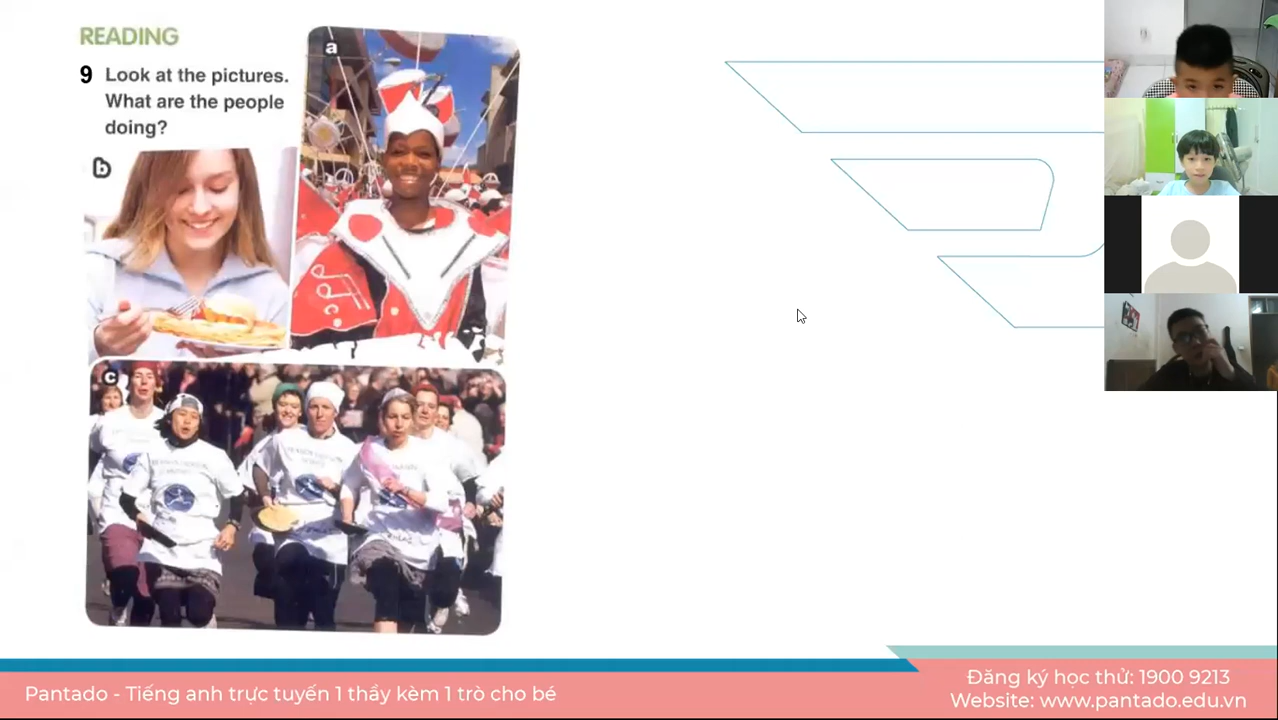 READING
9 Look at the pictures.
What are the people
doing?
a
b
c
Pantado - Tiếng anh trực tuyến 1 thầy kèm 1 trò cho bé
Đăng ký học thử: 1900 9213
Website: www.pantado.edu.vn